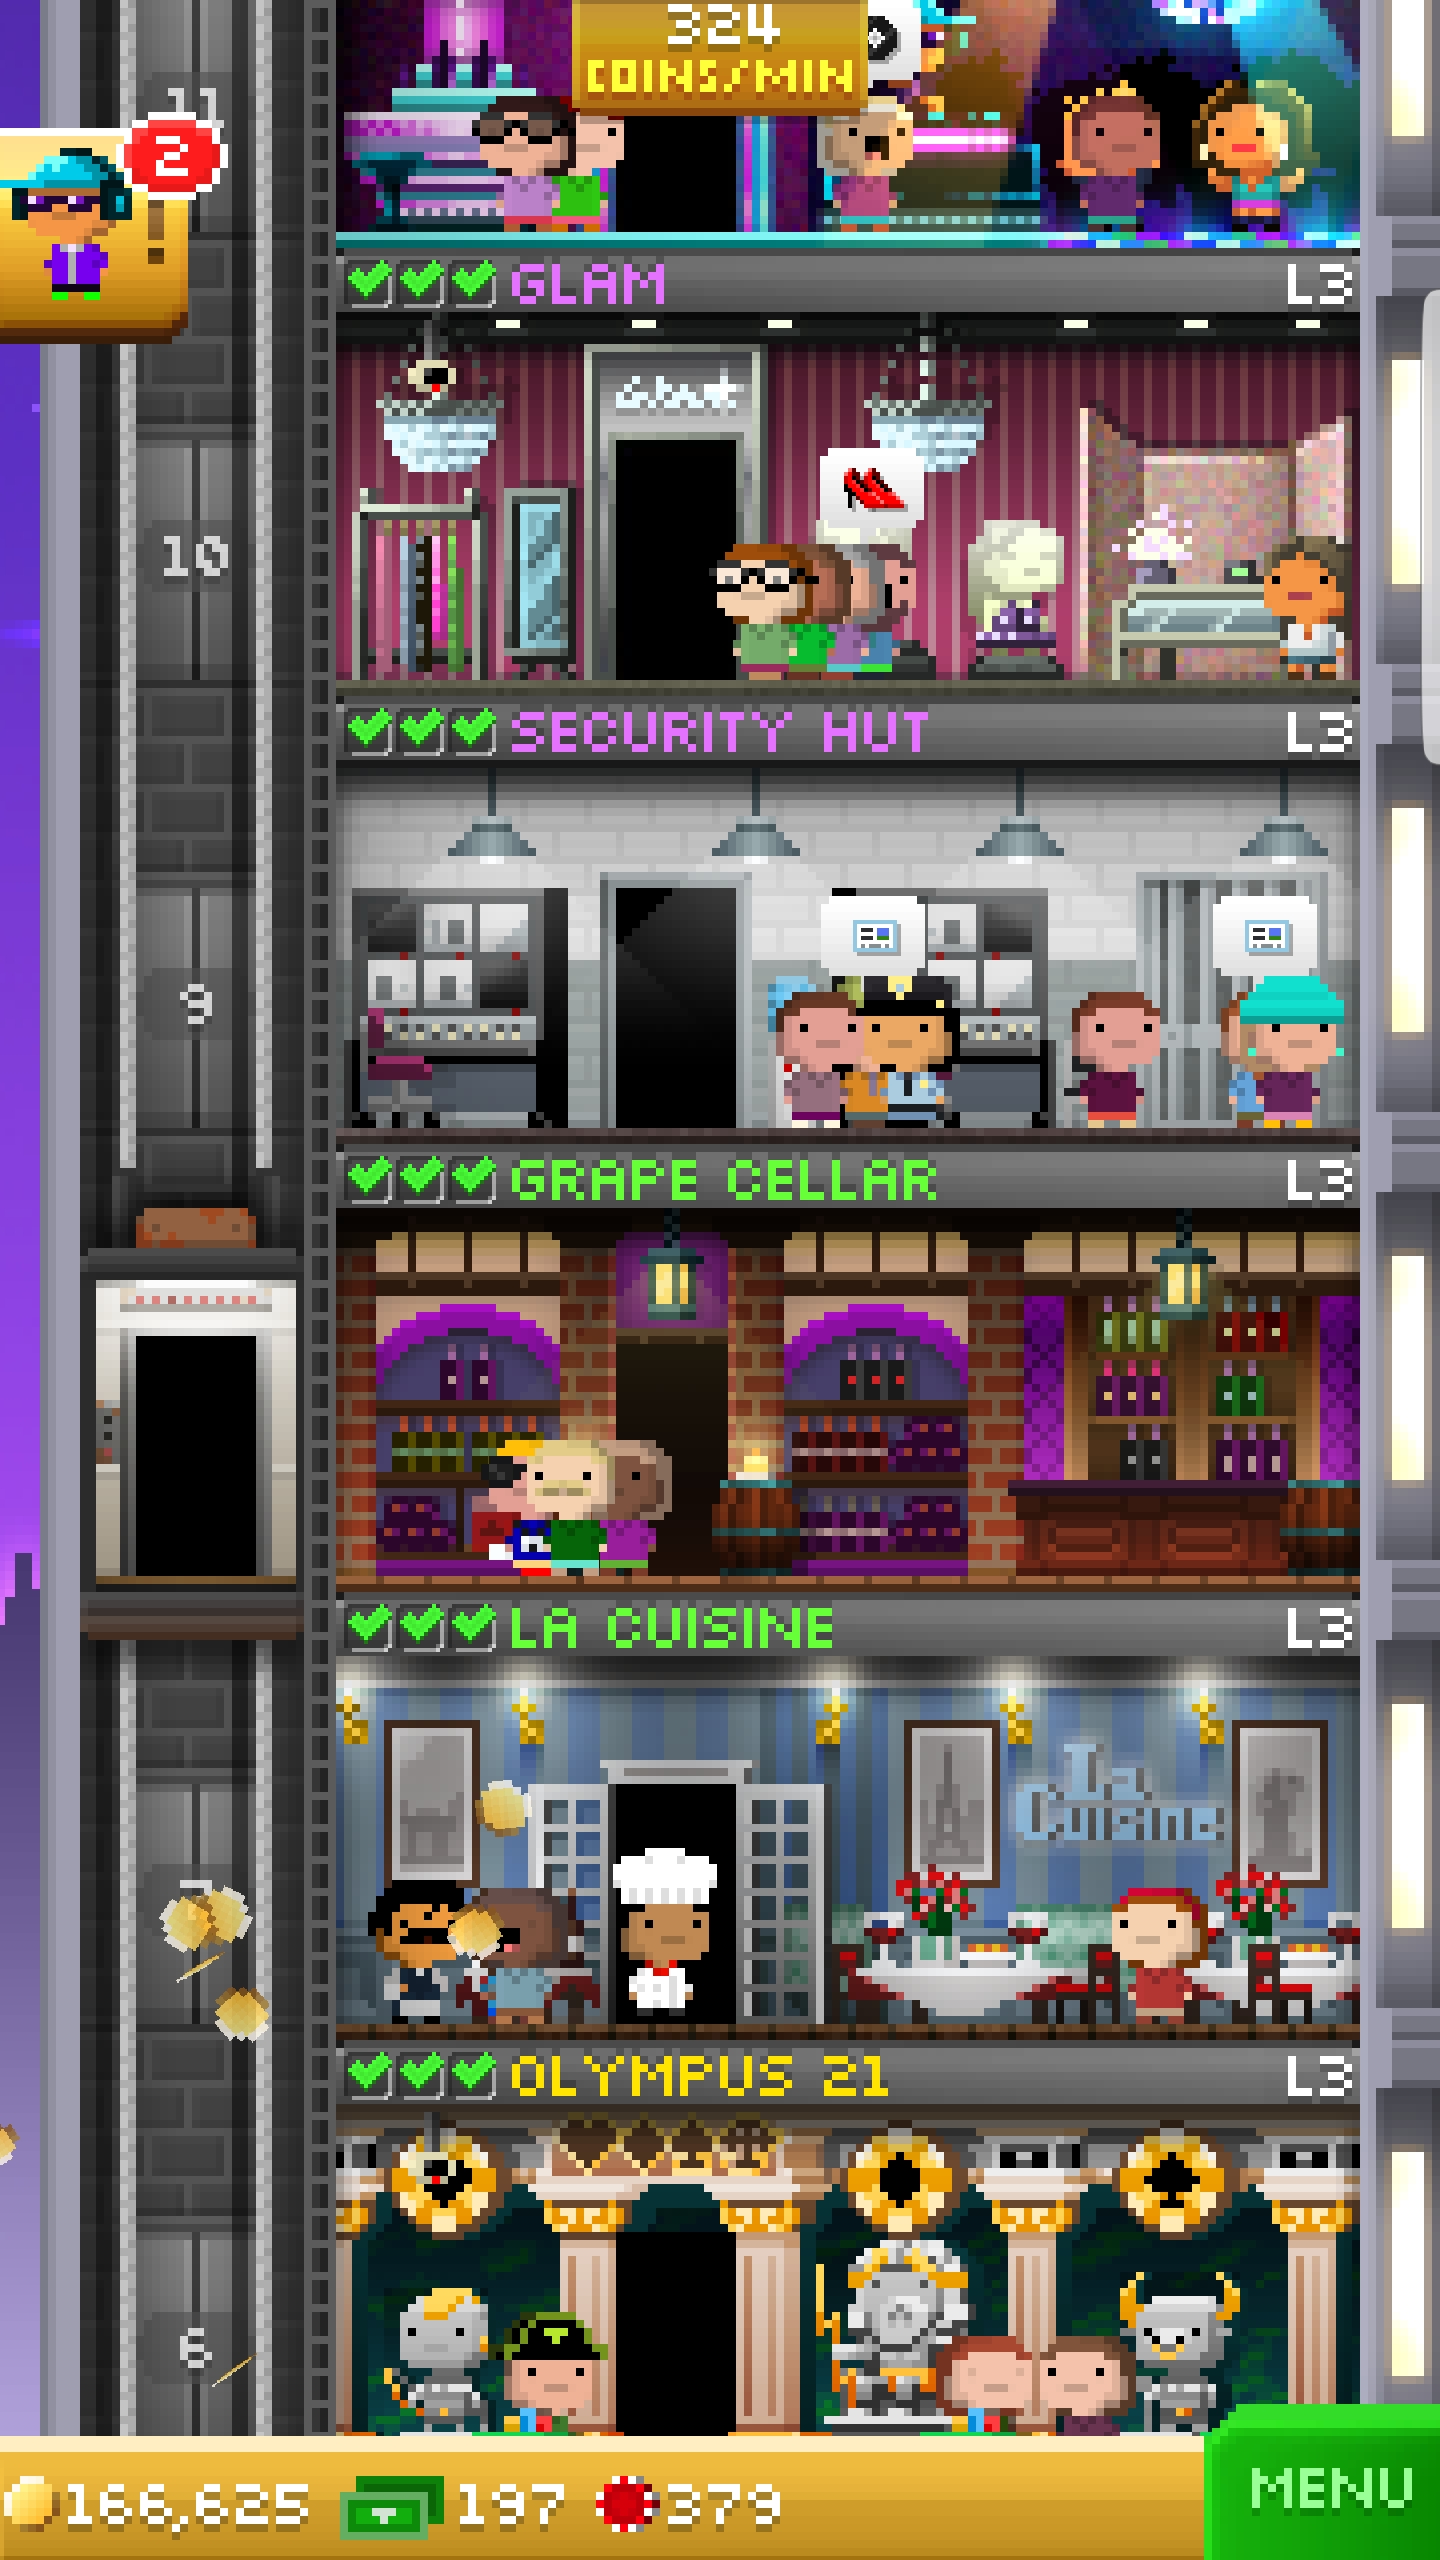 324
COINS/MIN
11
2
GLAM
L3
10
SECURITY HUT
L3
9
GRAPE CELLAR
L3
LA CUISINE
L3
La
Cuisine
OLYMPUS 21
L3
6
166,625 197 379
MENU